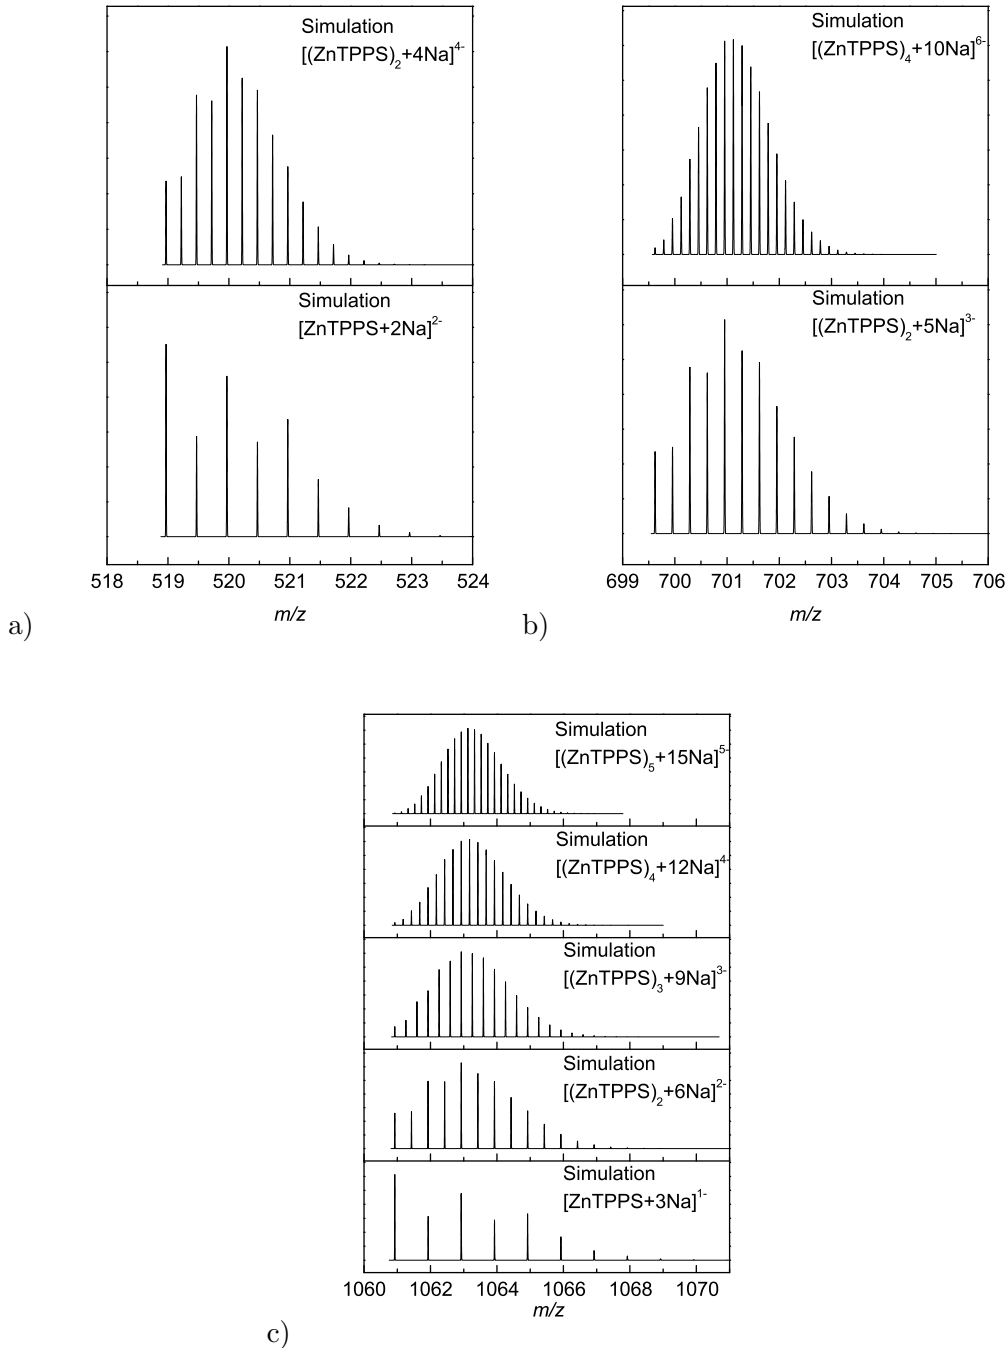 Simulation
[(ZnTPPS)2+4Na]4-
Simulation
[ZnTPPS+2Na]2-
518 519 520 521 522 523 524
m/z
a)
Simulation
[(ZnTPPS)4+10Na]6-
Simulation
[(ZnTPPS)2+5Na]3-
699 700 701 702 703 704 705 706
m/z
b)
Simulation
[(ZnTPPS)5+15Na]5-
Simulation
[(ZnTPPS)4+12Na]4-
Simulation
[(ZnTPPS)3+9Na]3-
Simulation
[(ZnTPPS)2+6Na]2-
Simulation
[ZnTPPS+3Na]1-
1060 1062 1064 1066 1068 1070
m/z
c)